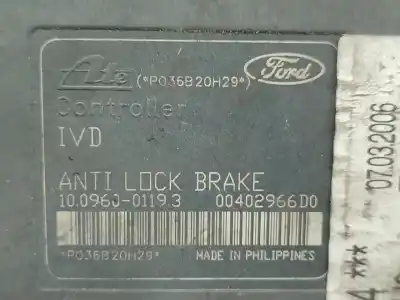 Ate (*P036B20H29*) Ford
Controller
IVD
ANTI LOCK BRAKE
10.0960-0119.3 00402966D0
*P036B20H29* MADE IN PHILIPPINES
07.03.2006
4 ***